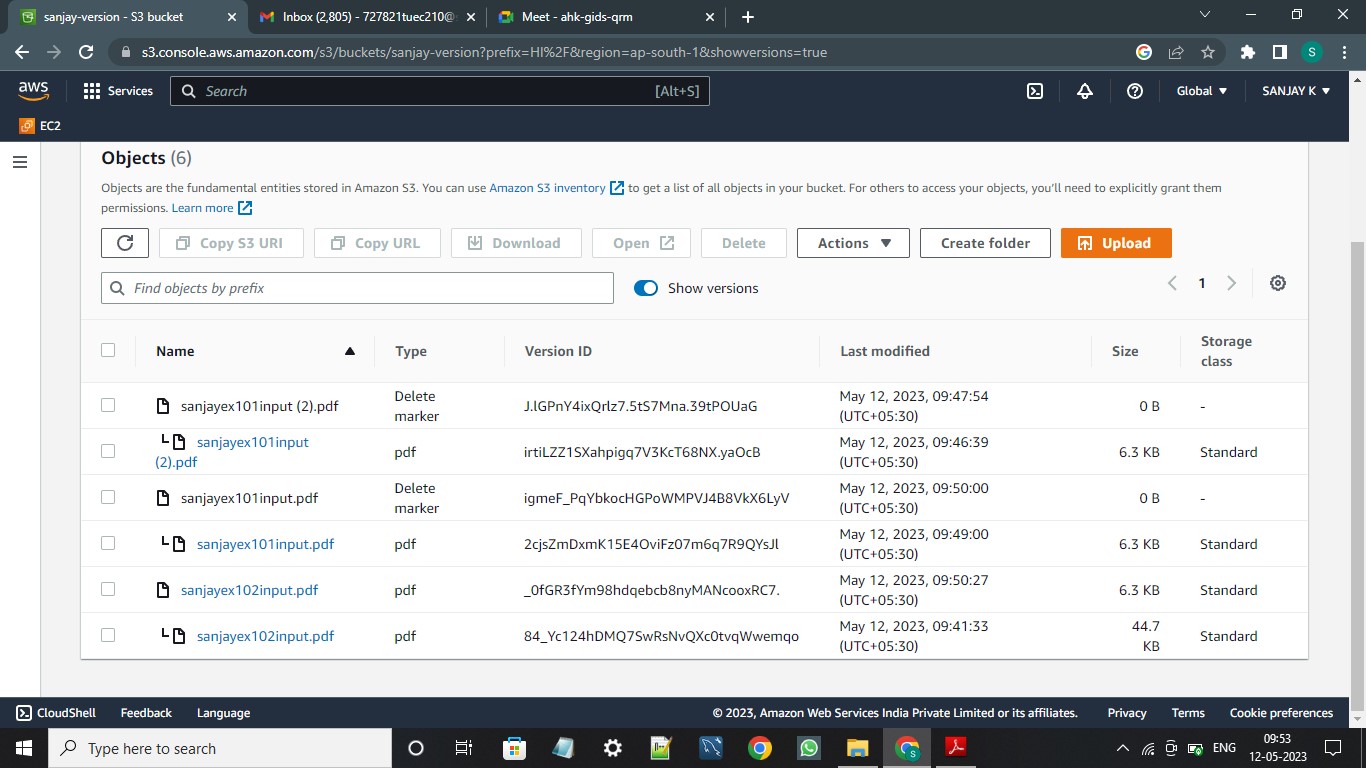 sanjay-version - S3 bucket
Inbox (2,805) - 727821tuec210@
Meet - ahk-gids-qrm
s3.console.aws.amazon.com/s3/buckets/sanjay-version?prefix=HI%2F&region=ap-south-1&showversions=true
S
aws
Services
Search
[Alt+S]
Global
SANJAY K
EC2
Objects (6)
Objects are the fundamental entities stored in Amazon S3. You can use Amazon S3 inventory to get a list of all objects in your bucket. For others to access your objects, you'll need to explicitly grant them
permissions. Learn more
Copy S3 URI
Copy URL
Download
Open
Delete
Actions
Create folder
Upload
Find objects by prefix
Show versions
1
Name
Type
Version ID
Last modified
Size
Storage
class
sanjayex101input (2).pdf
Delete
marker
J.lGPnY4ixQrlz7.5tS7Mna.39tPOUaG
May 12, 2023, 09:47:54
(UTC+05:30)
0 B
-
sanjayex101input
(2).pdf
pdf
irtiLZZ1SXahpigq7V3KcT68NX.yaOcB
May 12, 2023, 09:46:39
(UTC+05:30)
6.3 KB
Standard
sanjayex101input.pdf
Delete
marker
igmeF_PqYbkocHGPoWMPVJ4B8VkX6LyV
May 12, 2023, 09:50:00
(UTC+05:30)
0 B
-
sanjayex101input.pdf
pdf
2cjsZmDxmK15E4OviFz07m6q7R9QYsJl
May 12, 2023, 09:49:00
(UTC+05:30)
6.3 KB
Standard
sanjayex102input.pdf
pdf
_0fGR3fYm98hdqebcb8nyMANcooxRC7.
May 12, 2023, 09:50:27
(UTC+05:30)
6.3 KB
Standard
sanjayex102input.pdf
pdf
84_Yc124hDMQ7SwRsNvQXc0tvqWwemqo
May 12, 2023, 09:41:33
(UTC+05:30)
44.7
KB
Standard
CloudShell
Feedback
Language
© 2023, Amazon Web Services India Private Limited or its affiliates.
Privacy
Terms
Cookie preferences
Type here to search
S
ENG
09:53
12-05-2023